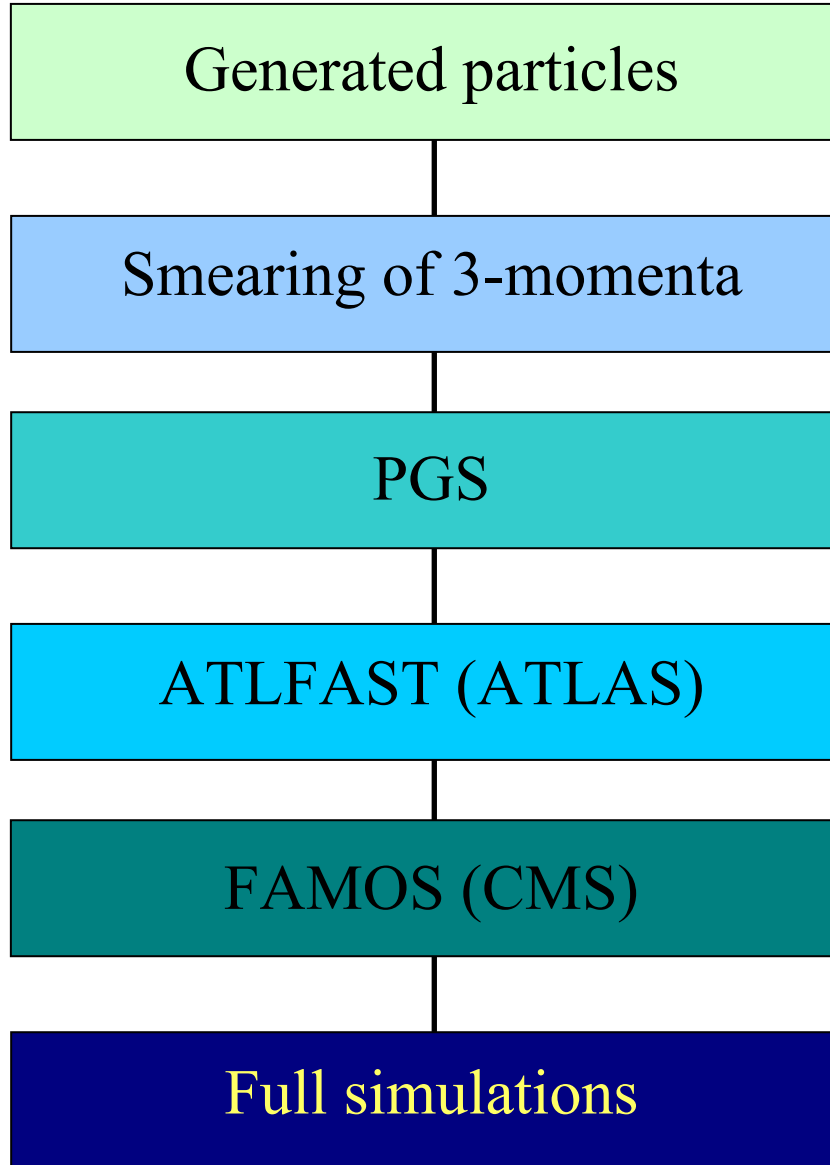 Generated particles
Smearing of 3-momenta
PGS
ATLFAST (ATLAS)
FAMOS (CMS)
Full simulations